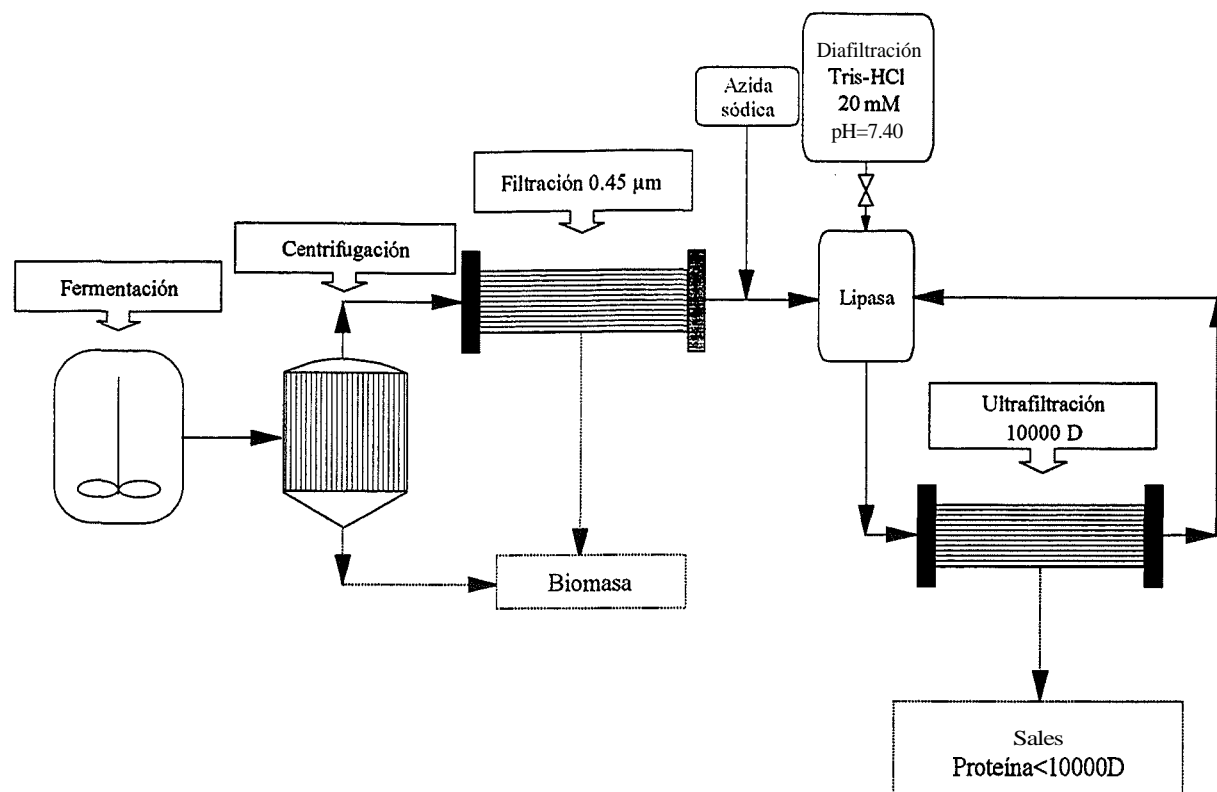 Diafiltración
Tris-HCl
20 mM
pH=7.40
Azida
sódica
Filtración 0.45 µm
Centrifugación
Fermentación
Lipasa
Ultrafiltración
10000 D
Biomasa
Sales
Proteína<10000D